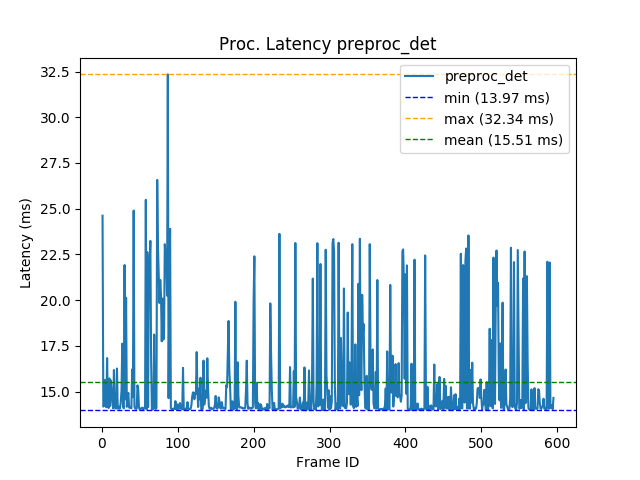 Proc. Latency preproc_det
preproc_det
min (13.97 ms)
max (32.34 ms)
mean (15.51 ms)
Latency (ms)
32.5
30.0
27.5
25.0
22.5
20.0
17.5
15.0
0 100 200 300 400 500 600
Frame ID